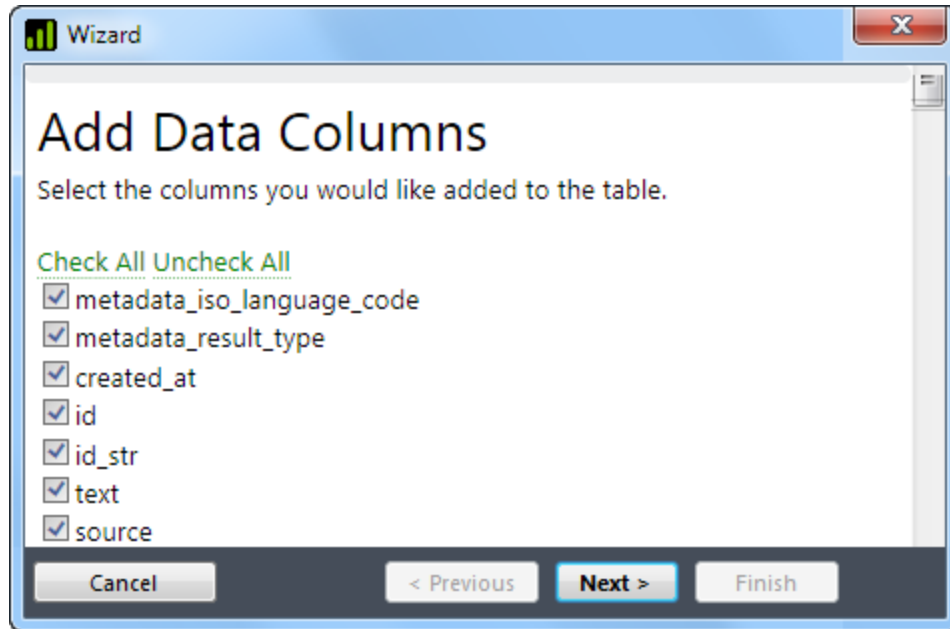 Wizard
Add Data Columns
Select the columns you would like added to the table.
Check All Uncheck All
metadata_iso_language_code
metadata_result_type
created_at
id
id_str
text
source
Cancel < Previous Next > Finish